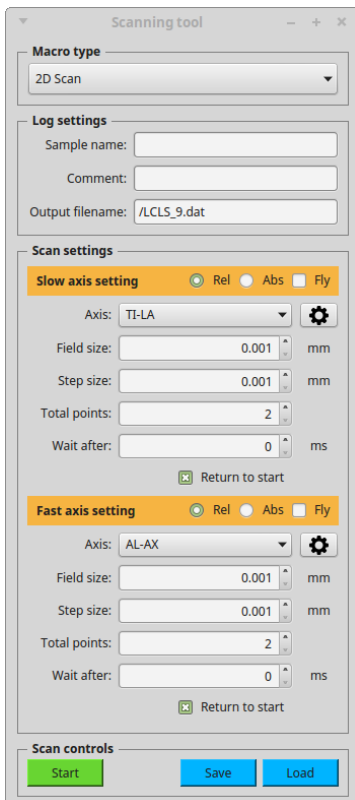 Scanning tool
Macro type
2D Scan
Log settings
Sample name:
Comment:
Output filename: /LCLS_9.dat
Scan settings
Slow axis setting Rel Abs Fly
Axis: TI-LA
Field size: 0.001 mm
Step size: 0.001 mm
Total points: 2
Wait after: 0 ms
Return to start
Fast axis setting Rel Abs Fly
Axis: AL-AX
Field size: 0.001 mm
Step size: 0.001 mm
Total points: 2
Wait after: 0 ms
Return to start
Scan controls
Start Save Load